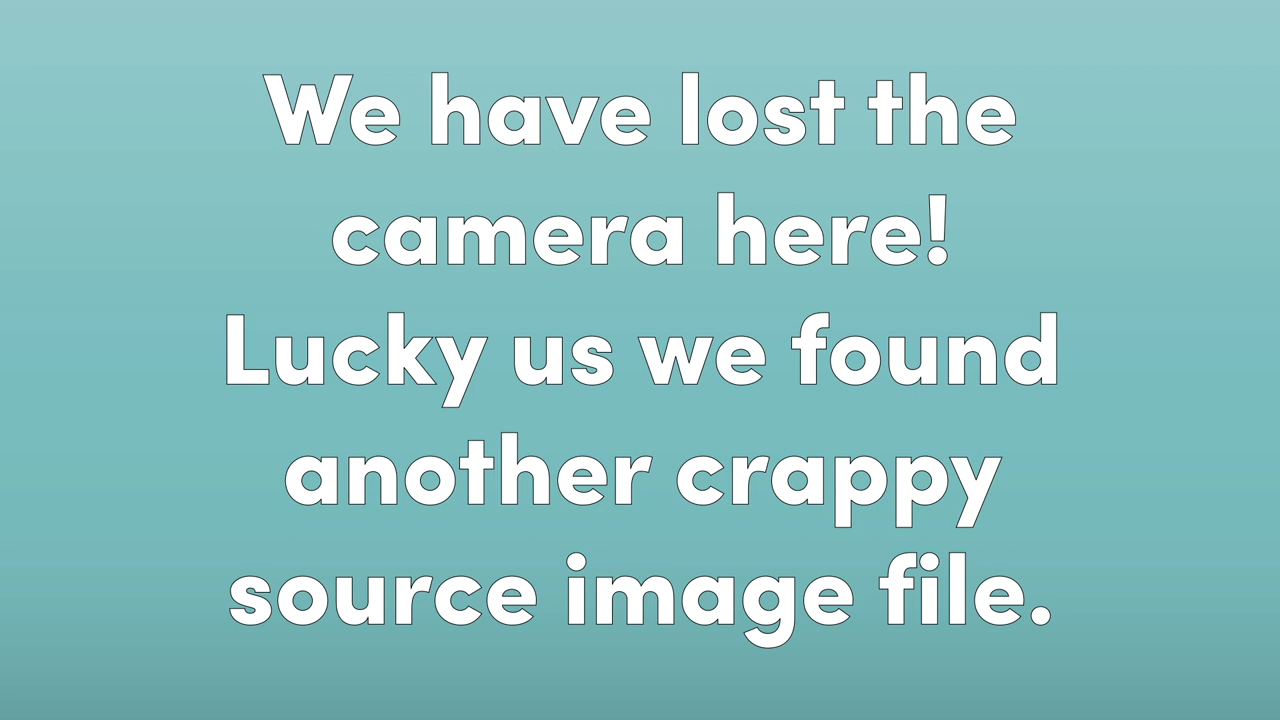 We have lost the
camera here!
Lucky us we found
another crappy
source image file.